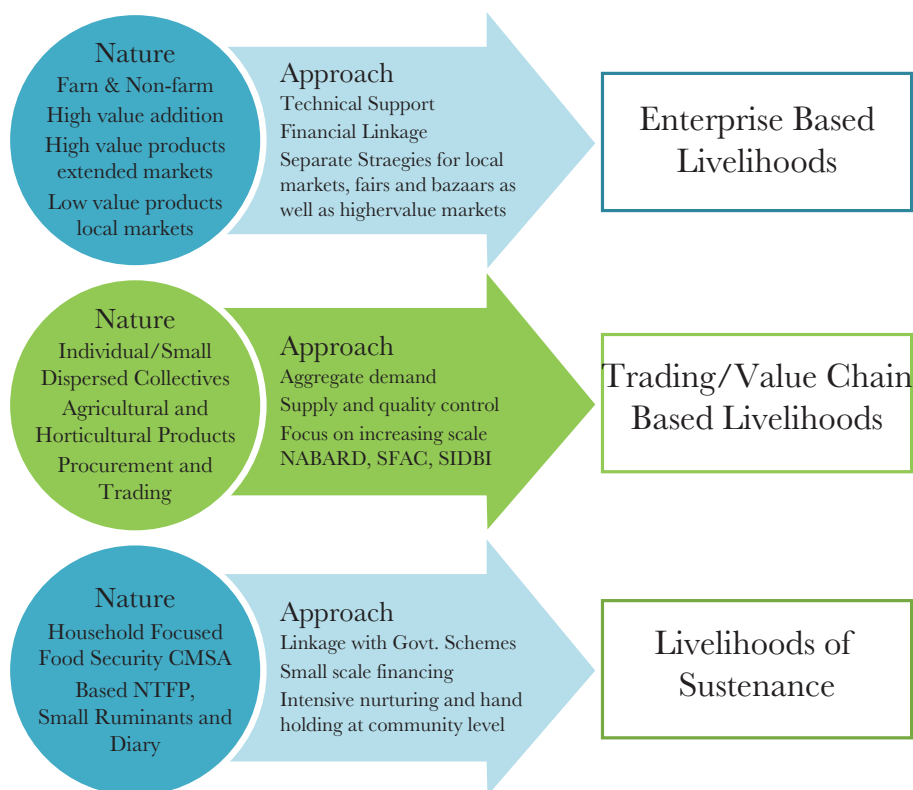 Nature
Farn & Non-farm
High value addition
High value products
extended markets
Low value products
local markets
Approach
Technical Support
Financial Linkage
Separate Straegies for local
markets, fairs and bazaars as
well as highervalue markets
Enterprise Based
Livelihoods
Nature
Individual/Small
Dispersed Collectives
Agricultural and
Horticultural Products
Procurement and
Trading
Approach
Aggregate demand
Supply and quality control
Focus on increasing scale
NABARD, SFAC, SIDBI
Trading/Value Chain
Based Livelihoods
Nature
Household Focused
Food Security CMSA
Based NTFP,
Small Ruminants and
Diary
Approach
Linkage with Govt. Schemes
Small scale financing
Intensive nurturing and hand
holding at community level
Livelihoods of
Sustenance